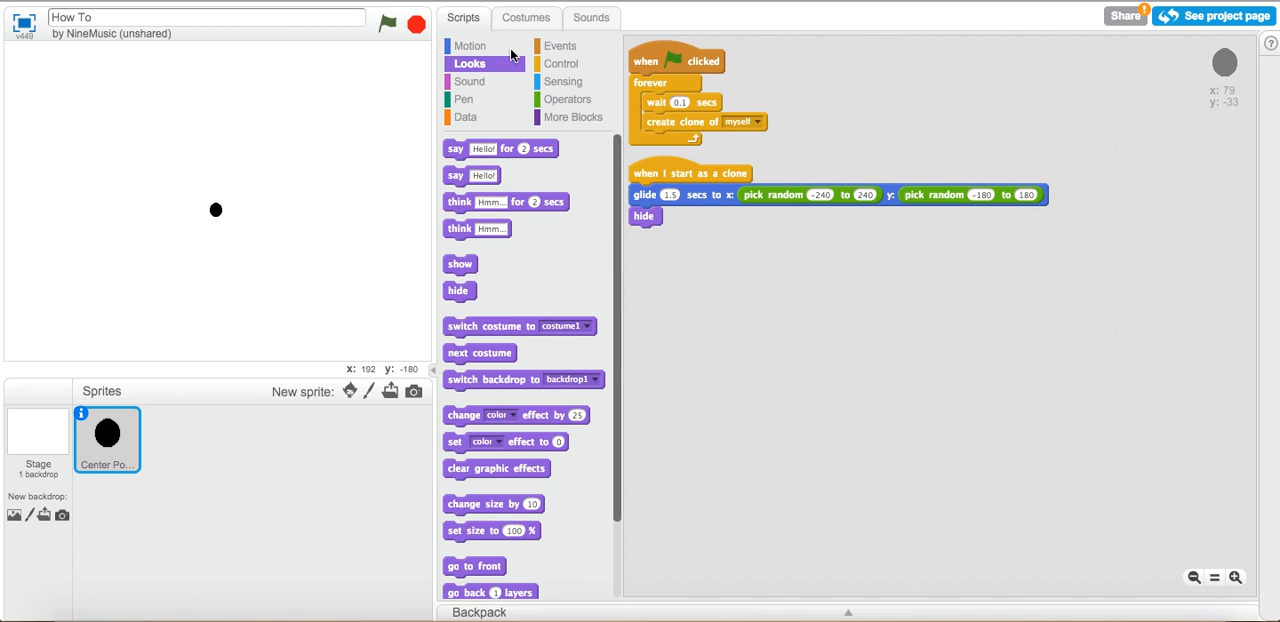 How To
v449
by NineMusic (unshared)
Scripts
Costumes
Sounds
Share
!
See project page
Motion
Looks
Sound
Pen
Data
Events
Control
Sensing
Operators
More Blocks
say Hello! for 2 secs
say Hello!
think Hmm... for 2 secs
think Hmm...
show
hide
switch costume to costume1
next costume
switch backdrop to backdrop1
change color effect by 25
set color effect to 0
clear graphic effects
change size by 10
set size to 100 %
go to front
go back 1 layers
when clicked
forever
wait 0.1 secs
create clone of myself
when I start as a clone
glide 1.5 secs to x: pick random -240 to 240 y: pick random -180 to 180
hide
x: 79
y: -33
?
x: 192 y: -180
Sprites
New sprite:
i
Center Po...
Stage
1 backdrop
New backdrop:
Backpack